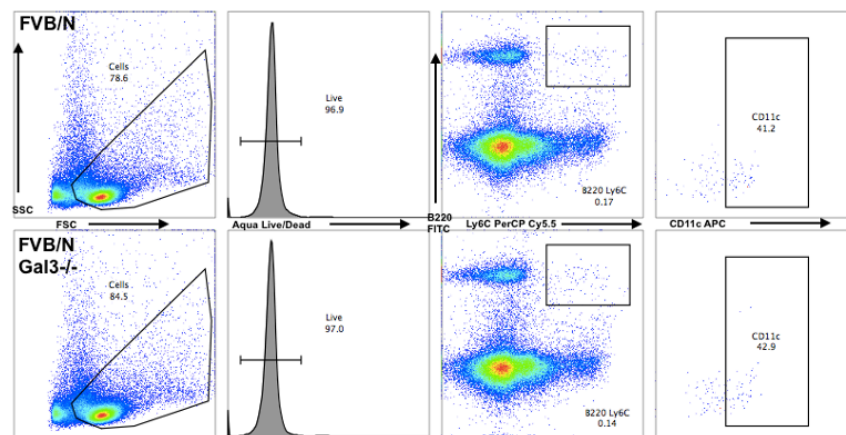 FVB/N
Cells
78.6
SSC
FSC
Live
96.9
Aqua Live/Dead
B220
FITC
B220 Ly6C
0.17
Ly6C PerCP Cy5.5
CD11c
41.2
CD11c APC
FVB/N
Gal3-/-
Cells
84.5
Live
97.0
B220 Ly6C
0.14
CD11c
42.9